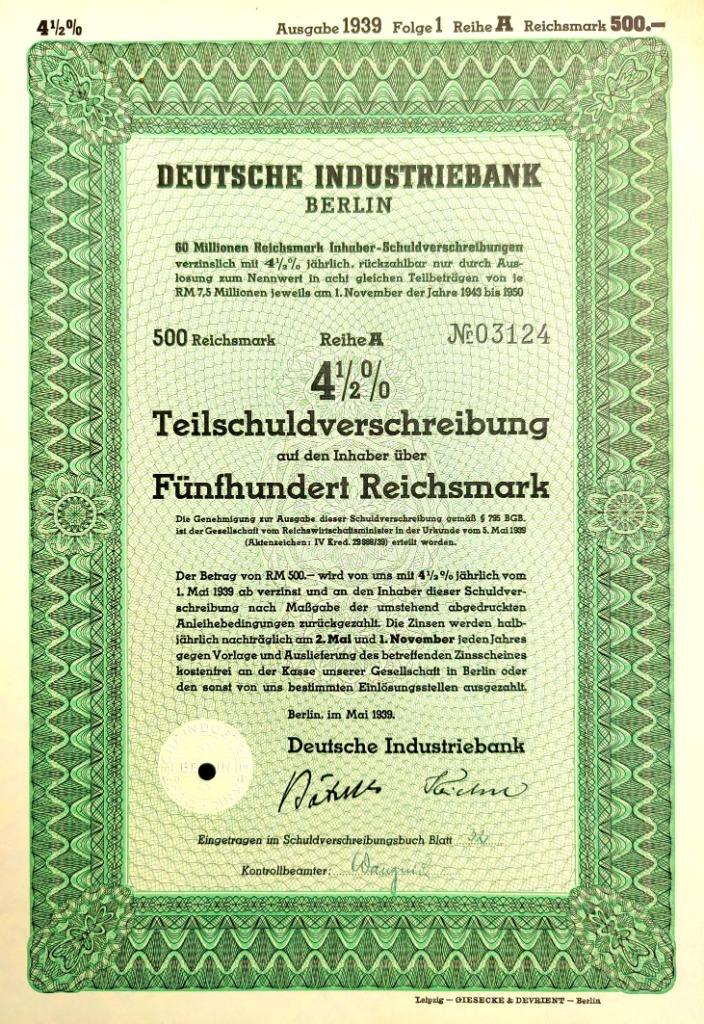 4½%
Ausgabe 1939 Folge 1 Reihe A Reichsmark 500.—
DEUTSCHE INDUSTRIEBANK
BERLIN
60 Millionen Reichsmark Inhaber-Schuldverschreibungen
verzinslich mit 4½% jährlich, rückzahlbar nur durch Aus-
losung zum Nennwert in acht gleichen Teilbeträgen von je
RM 7,5 Millionen jeweils am 1. November der Jahre 1943 bis 1950
500 Reichsmark Reihe A № 03124
4½%
Teilschuldverschreibung
auf den Inhaber über
Fünfhundert Reichsmark
Die Genehmigung zur Ausgabe dieser Schuldverschreibung gemäß § 795 BGB.
ist der Gesellschaft vom Reichswirtschaftsminister in der Urkunde vom 5. Mai 1939
(Aktenzeichen: IV Kred. 29888/39) erteilt worden.
Der Betrag von RM 500.— wird von uns mit 4½% jährlich vom
1. Mai 1939 ab verzinst und an den Inhaber dieser Schuldver-
schreibung nach Maßgabe der umstehend abgedruckten
Anleihebedingungen zurückgezahlt. Die Zinsen werden halb-
jährlich nachträglich am 2. Mai und 1. November jeden Jahres
gegen Vorlage und Auslieferung des betreffenden Zinsscheines
kostenfrei an der Kasse unserer Gesellschaft in Berlin oder
den sonst von uns bestimmten Einlösungsstellen ausgezahlt.
Berlin, im Mai 1939.
Deutsche Industriebank
BERLIN
Eingetragen im Schuldverschreibungsbuch Blatt
Kontrollbeamter:
Leipzig — GIESECKE & DEVRIENT — Berlin